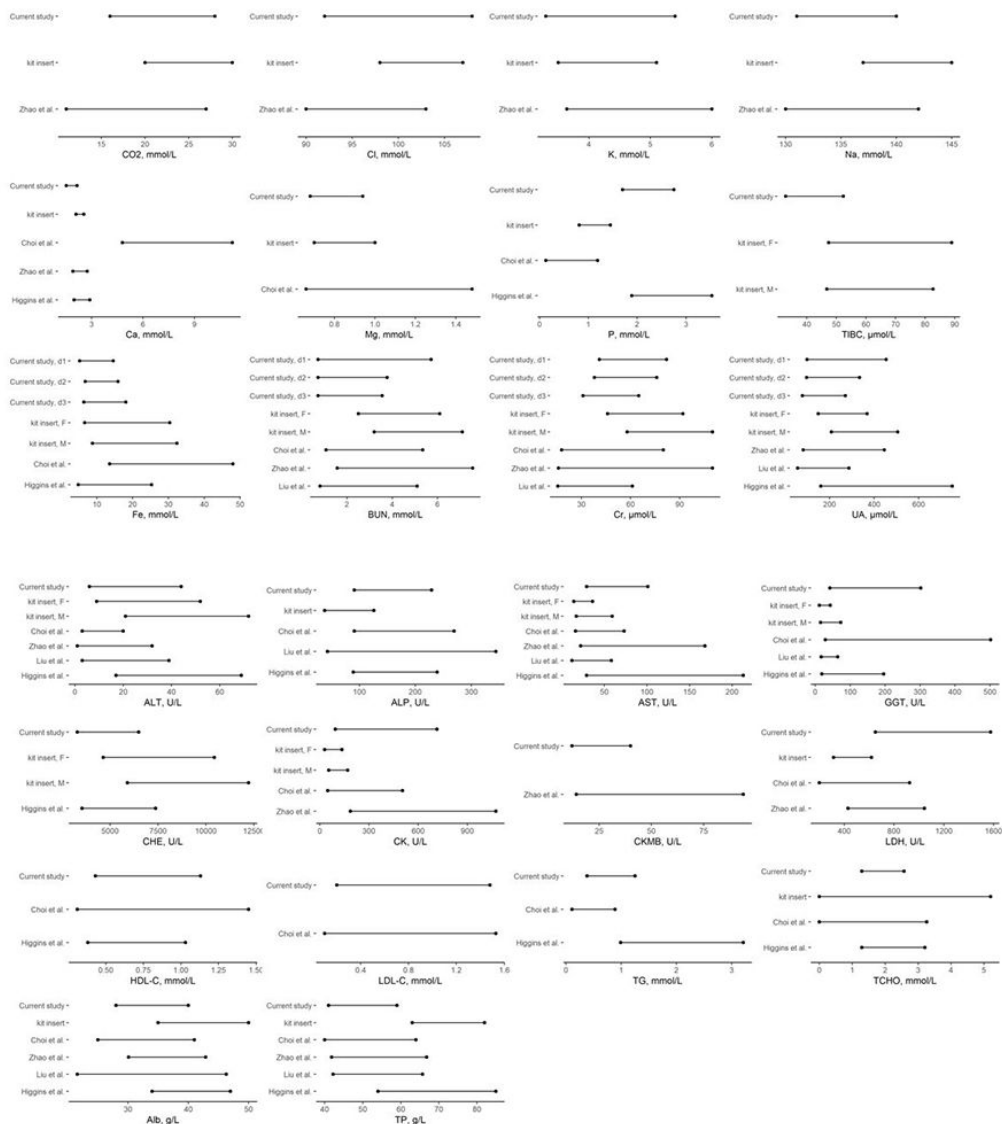 Current study
kit insert
Zhao et al.
15 20 25 30
CO2, mmol/L
Current study
kit insert
Zhao et al.
90 95 100 105
Cl, mmol/L
Current study
kit insert
Zhao et al.
4 5 6
K, mmol/L
Current study
kit insert
Zhao et al.
130 135 140 145
Na, mmol/L
Current study
kit insert
Choi et al.
Zhao et al.
Higgins et al.
3 6 9
Ca, mmol/L
Current study
kit insert
Choi et al.
0.8 1.0 1.2 1.4
Mg, mmol/L
Current study
kit insert
Choi et al.
Higgins et al.
0 1 2 3
P, mmol/L
Current study
kit insert, F
kit insert, M
40 50 60 70 80 90
TIBC, μmol/L
Current study, d1
Current study, d2
Current study, d3
kit insert, F
kit insert, M
Choi et al.
Higgins et al.
10 20 30 40 50
Fe, mmol/L
Current study, d1
Current study, d2
Current study, d3
kit insert, F
kit insert, M
Choi et al.
Zhao et al.
Liu et al.
2 4 6
BUN, mmol/L
Current study, d1
Current study, d2
Current study, d3
kit insert, F
kit insert, M
Choi et al.
Zhao et al.
Liu et al.
30 60 90
Cr, μmol/L
Current study, d1
Current study, d2
Current study, d3
kit insert, F
kit insert, M
Zhao et al.
Liu et al.
Higgins et al.
200 400 600
UA, μmol/L
Current study
kit insert, F
kit insert, M
Choi et al.
Zhao et al.
Liu et al.
Higgins et al.
0 20 40 60
ALT, U/L
Current study
kit insert
Choi et al.
Liu et al.
Higgins et al.
100 200 300
ALP, U/L
Current study
kit insert, F
kit insert, M
Choi et al.
Zhao et al.
Liu et al.
Higgins et al.
50 100 150 200
AST, U/L
Current study
kit insert, F
kit insert, M
Choi et al.
Liu et al.
Higgins et al.
0 100 200 300 400 500
GGT, U/L
Current study
kit insert, F
kit insert, M
Higgins et al.
5000 7500 10000 12500
CHE, U/L
Current study
kit insert, F
kit insert, M
Choi et al.
Zhao et al.
0 300 600 900
CK, U/L
Current study
Zhao et al.
25 50 75
CKMB, U/L
Current study
kit insert
Choi et al.
Zhao et al.
400 800 1200 1600
LDH, U/L
Current study
Choi et al.
Higgins et al.
0.50 0.75 1.00 1.25 1.50
HDL-C, mmol/L
Current study
Choi et al.
0.4 0.8 1.2 1.6
LDL-C, mmol/L
Current study
Choi et al.
Higgins et al.
0 1 2 3
TG, mmol/L
Current study
kit insert
Choi et al.
Higgins et al.
0 1 2 3 4 5
TCHO, mmol/L
Current study
kit insert
Choi et al.
Zhao et al.
Liu et al.
Higgins et al.
30 40 50
Alb, g/L
Current study
kit insert
Choi et al.
Zhao et al.
Liu et al.
Higgins et al.
40 50 60 70 80
TP, g/L